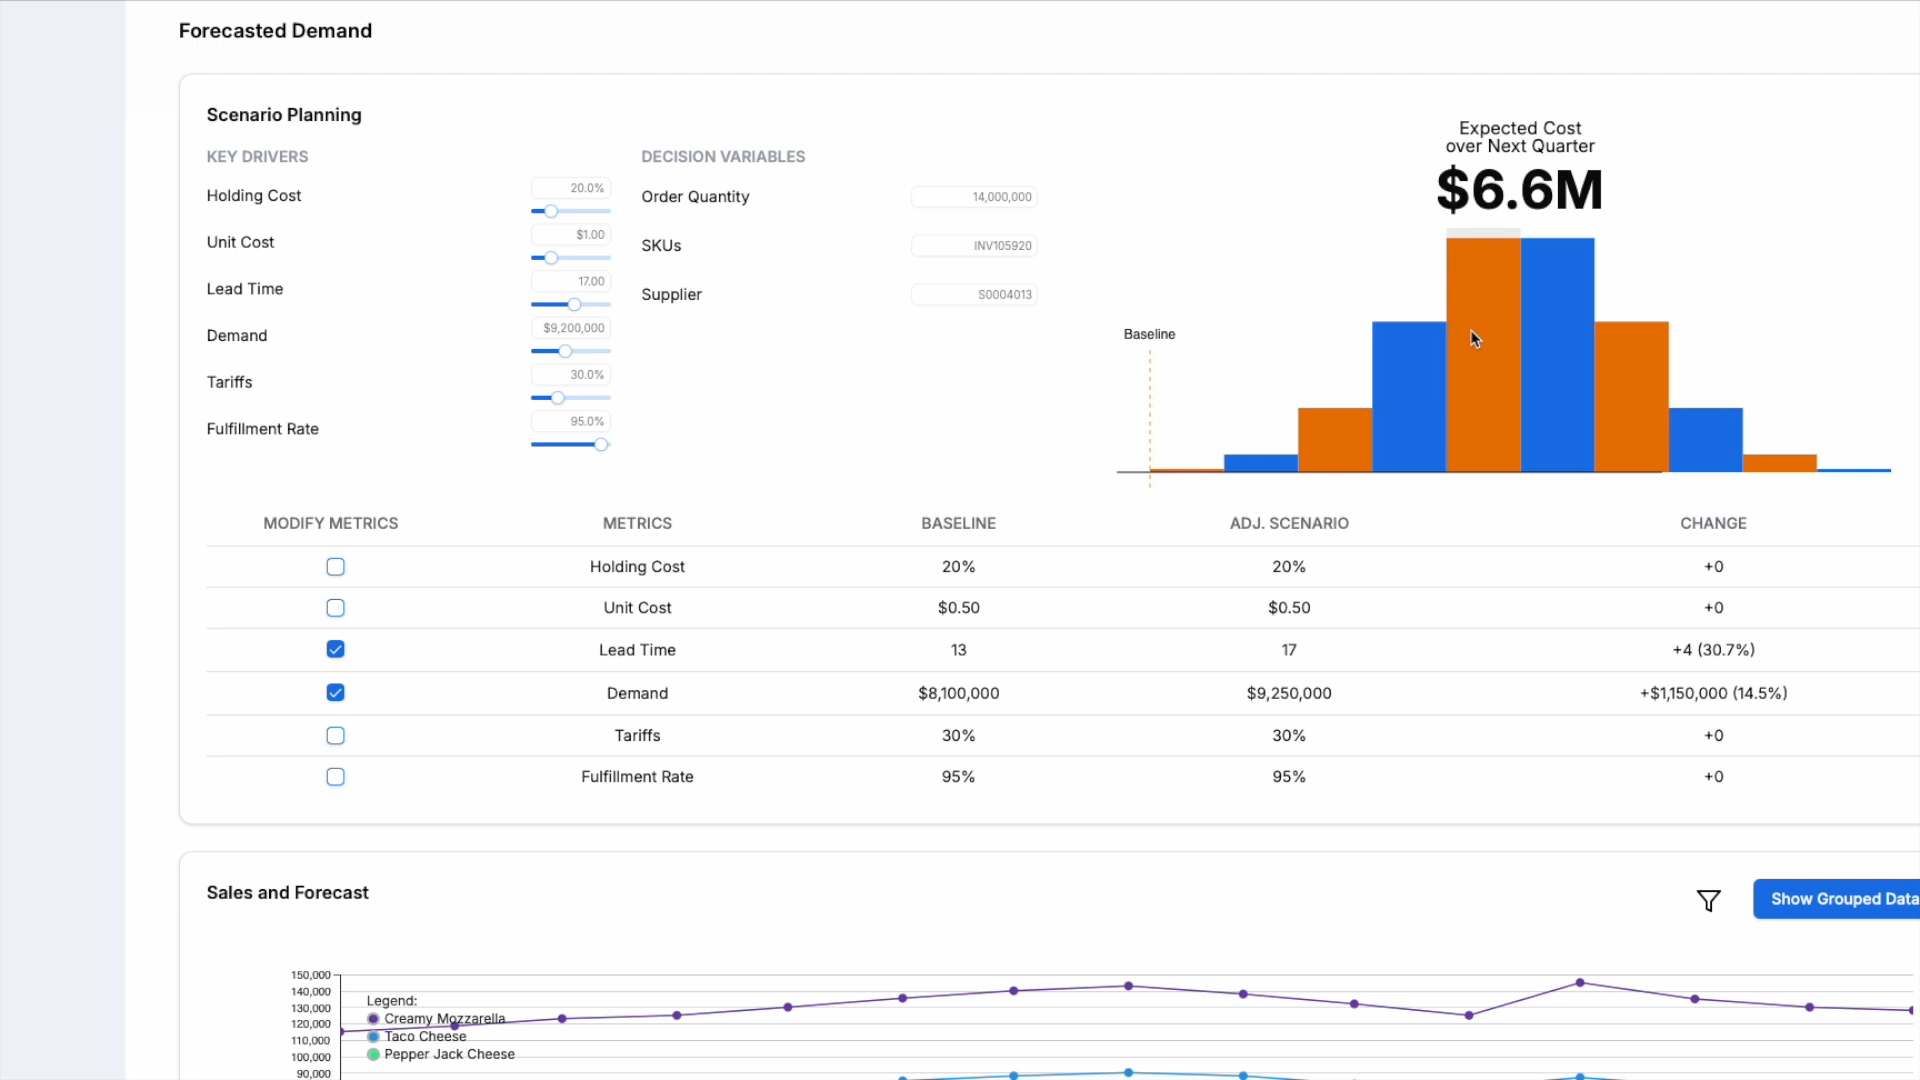 Forecasted Demand
Scenario Planning
KEY DRIVERS
Holding Cost
20.0%
Unit Cost
$1.00
Lead Time
17.00
Demand
$9,200,000
Tariffs
30.0%
Fulfillment Rate
95.0%
DECISION VARIABLES
Order Quantity
14,000,000
SKUs
INV105920
Supplier
S0004013
Expected Cost
over Next Quarter
$6.6M
Baseline
MODIFY METRICS METRICS BASELINE ADJ. SCENARIO CHANGE
Holding Cost 20% 20% +0
Unit Cost $0.50 $0.50 +0
Lead Time 13 17 +4 (30.7%)
Demand $8,100,000 $9,250,000 +$1,150,000 (14.5%)
Tariffs 30% 30% +0
Fulfillment Rate 95% 95% +0
Sales and Forecast
Show Grouped Data
150,000
140,000
130,000
120,000
110,000
100,000
90,000
Legend:
Creamy Mozzarella
Taco Cheese
Pepper Jack Cheese